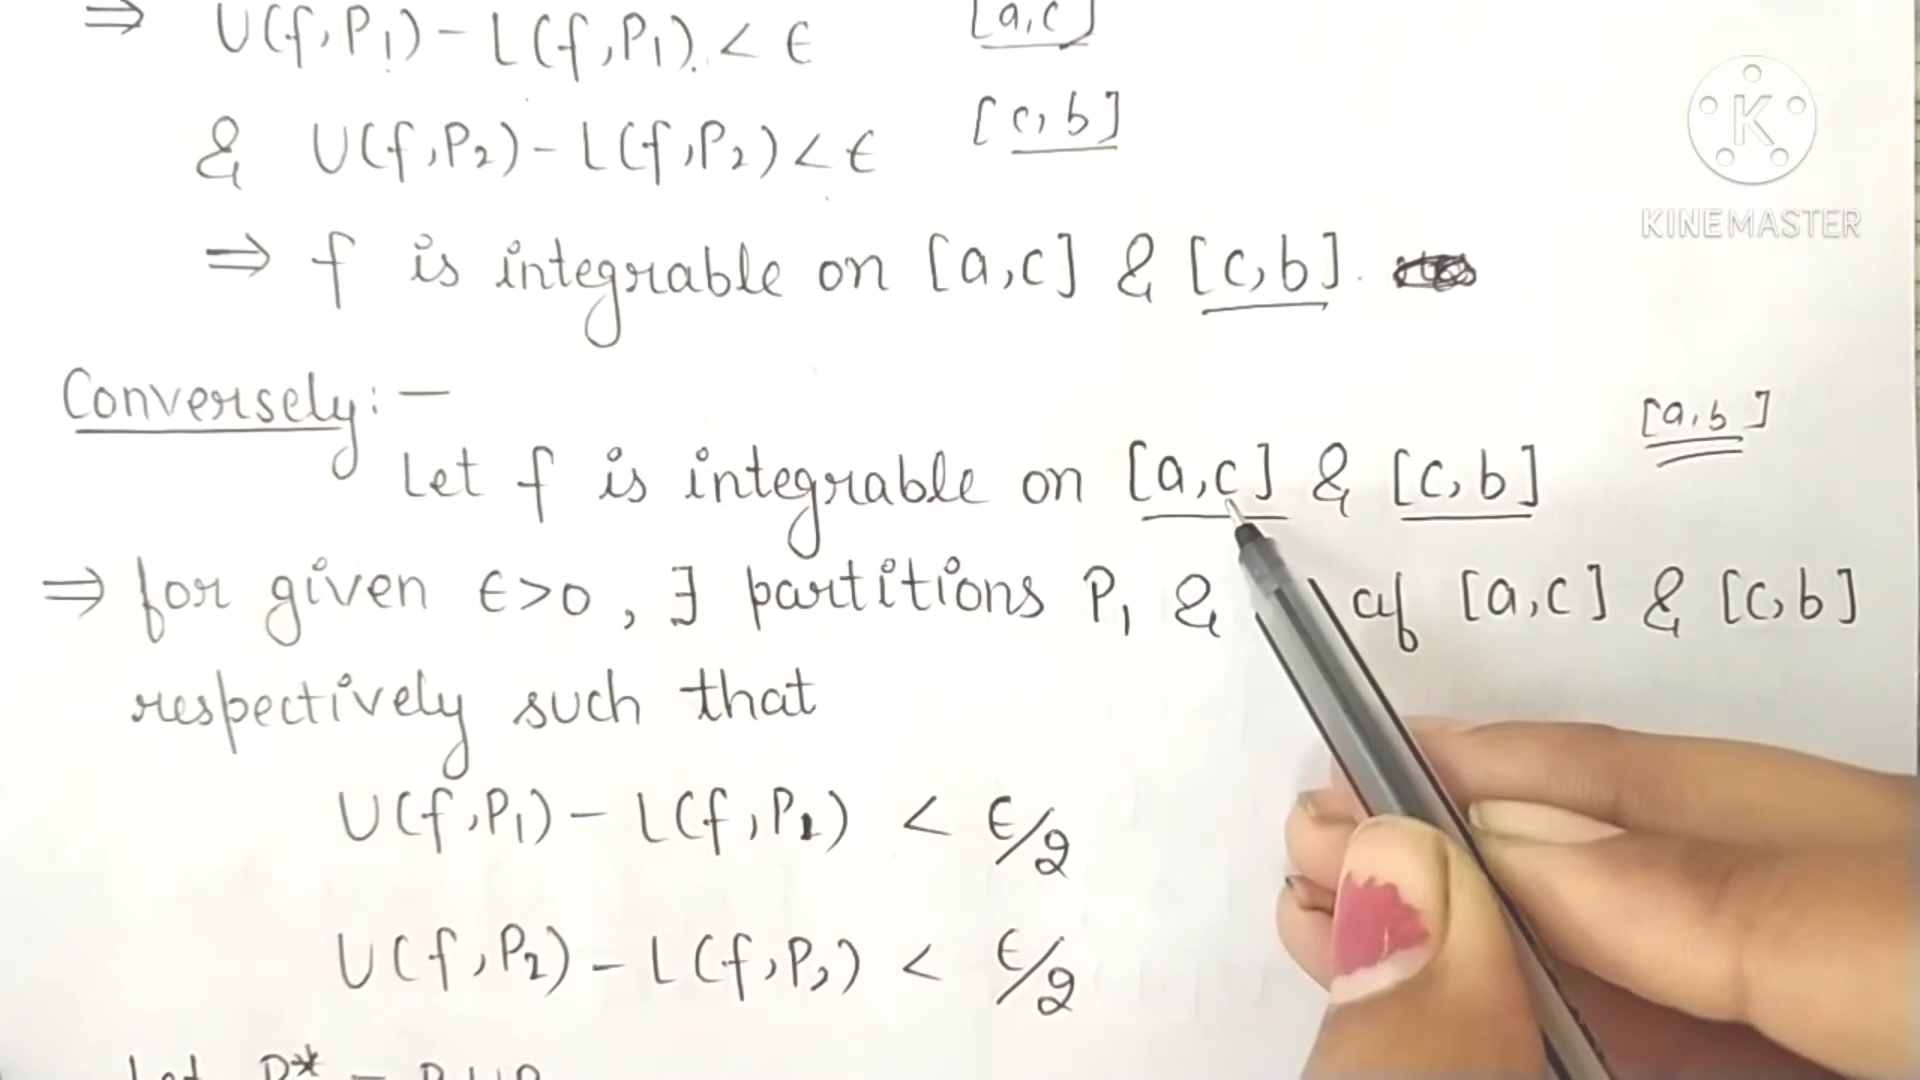 ⇒ U(f,P₁) – L(f,P₁) < ϵ [a,c]
& U(f,P₂) – L(f,P₂) < ϵ [c,b]
KINEMASTER
⇒ f is integrable on [a,c] & [c,b].
Conversely:–
[a,b]
Let f is integrable on [a,c] & [c,b]
⇒ for given ϵ>0, ∃ partitions P₁ & of [a,c] & [c,b]
respectively such that
U(f,P₁) – L(f,P₁) < ϵ/2
U(f,P₂) – L(f,P₂) < ϵ/2
Let P* =